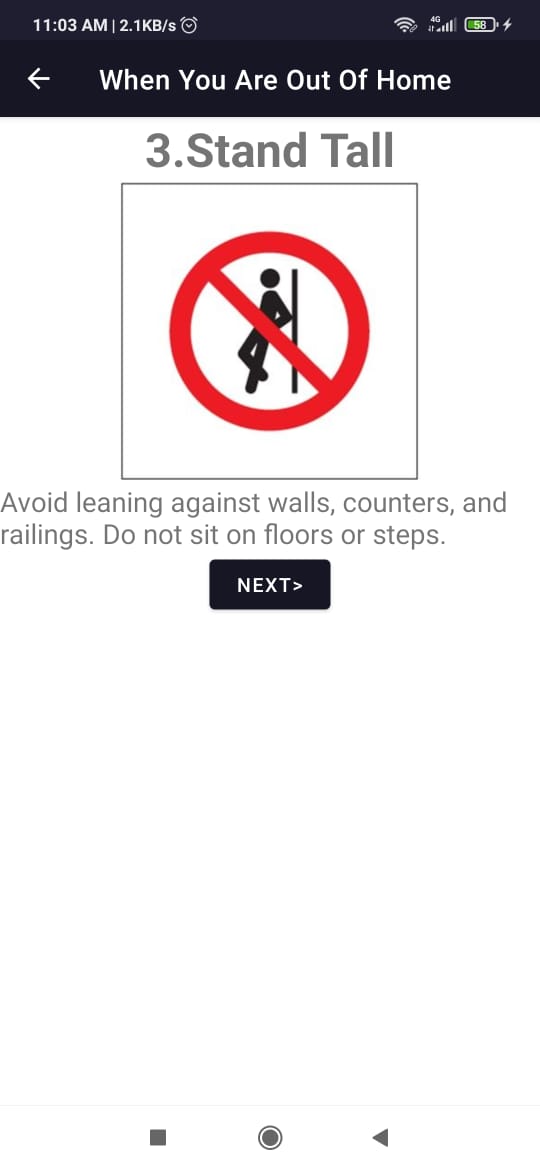 11:03 AM | 2.1KB/s
4G
58
When You Are Out Of Home
3.Stand Tall
Avoid leaning against walls, counters, and
railings. Do not sit on floors or steps.
NEXT>